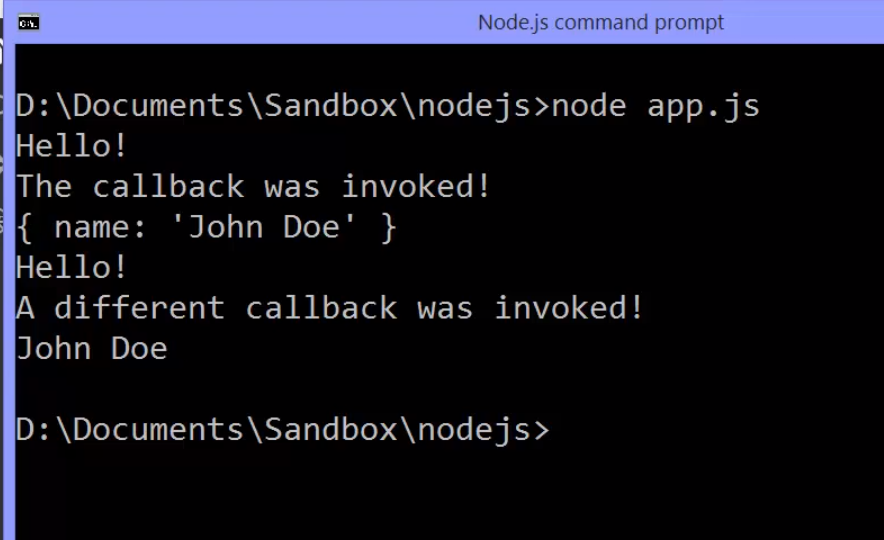 Node.js command prompt
D:\Documents\Sandbox\nodejs>node app.js
Hello!
The callback was invoked!
{ name: 'John Doe' }
Hello!
A different callback was invoked!
John Doe
D:\Documents\Sandbox\nodejs>